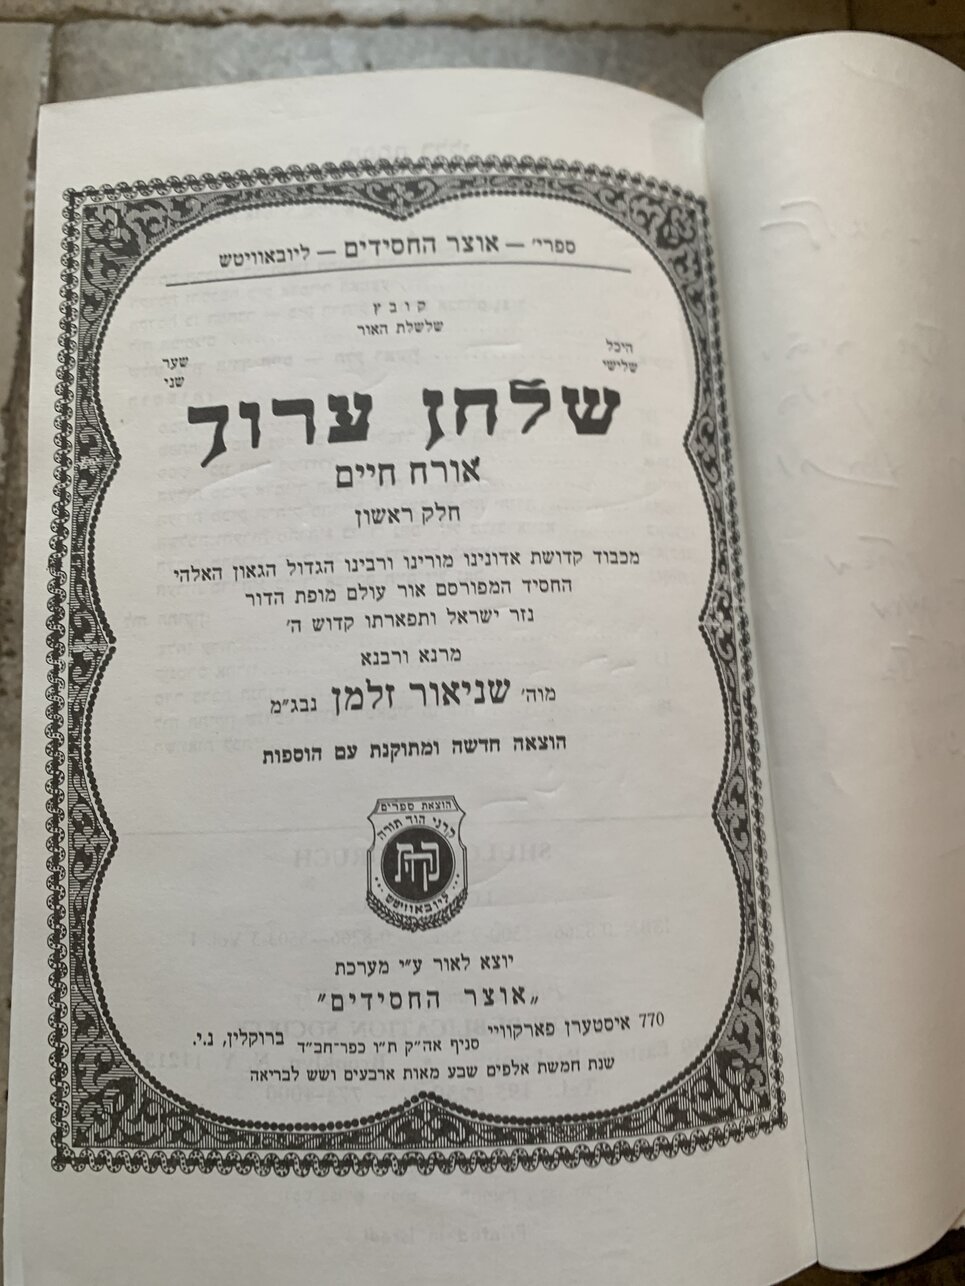 ספרי׳ — אוצר החסידים — ליובאוויטש
קובץ
שלשלת האור
היכל
שלישי
שער
שני
שלחן ערוך
אורח חיים
חלק ראשון
מכבוד קדושת אדונינו מורינו ורבינו הגדול הגאון האלהי
החסיד המפורסם אור עולם מופת הדור
נזר ישראל ותפארתו קדוש ה׳
מרנא ורבנא
מוה׳ שניאור זלמן נבג״מ
הוצאה חדשה ומתוקנת עם הוספות
הוצאת ספרים
קרני הוד תורה
קה״ת
ליובאוויטש
יוצא לאור ע״י מערכת
„אוצר החסידים”
770 איסטערן פארקוויי ברוקלין, נ.י.
סניף אה״ק ת״ו כפר־חב״ד
שנת חמשת אלפים שבע מאות ארבעים ושש לבריאה